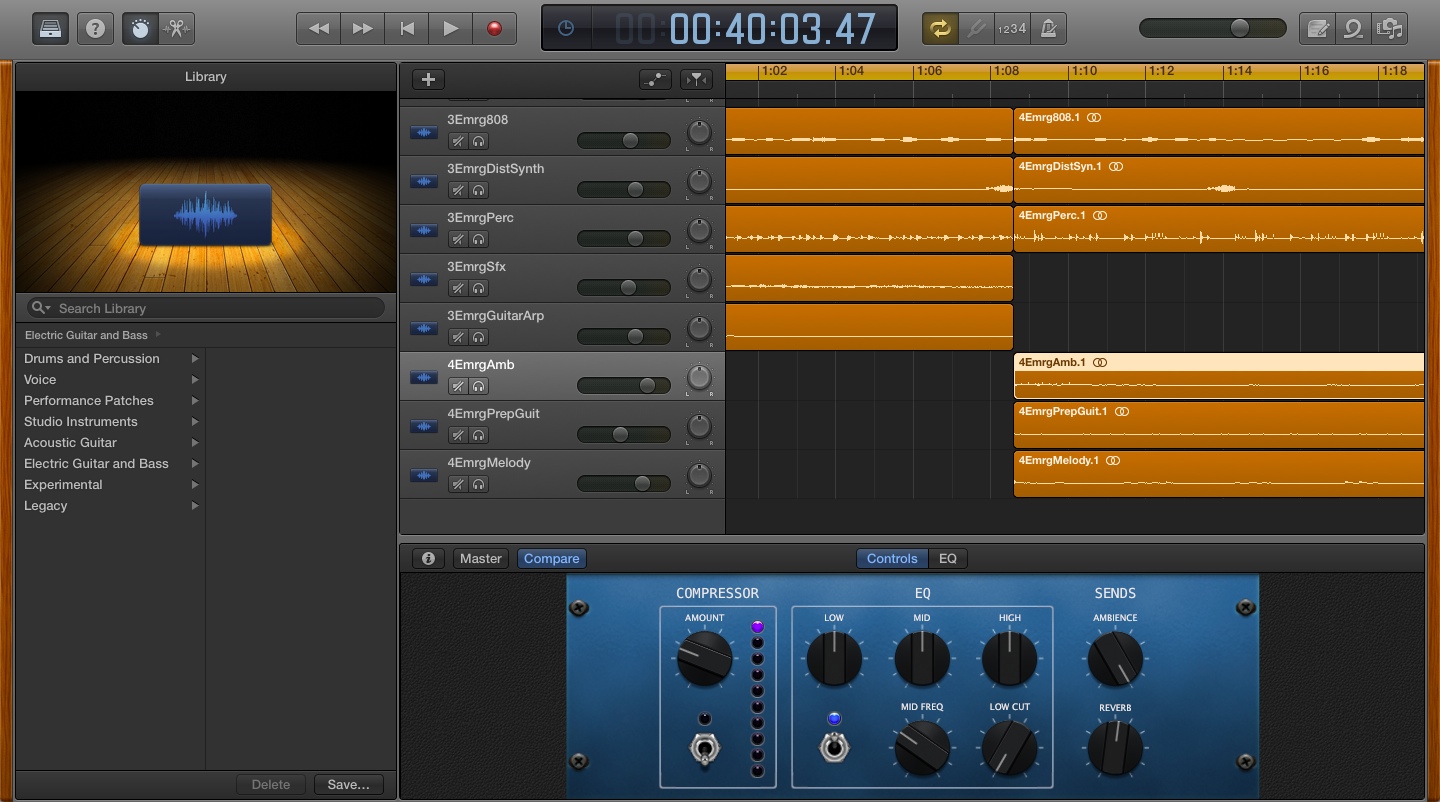 ?
00:40:03.47
1234
Library
1:02 1:04 1:06 1:08 1:10 1:12 1:14 1:16 1:18
L R
3Emrg808
L R
4Emrg808.1
3EmrgDistSynth
L R
4EmrgDistSyn.1
3EmrgPerc
L R
4EmrgPerc.1
3EmrgSfx
L R
3EmrgGuitarArp
L R
4EmrgAmb
L R
4EmrgAmb.1
4EmrgPrepGuit
L R
4EmrgPrepGuit.1
4EmrgMelody
L R
4EmrgMelody.1
Search Library
Electric Guitar and Bass
Drums and Percussion
Voice
Performance Patches
Studio Instruments
Acoustic Guitar
Electric Guitar and Bass
Experimental
Legacy
Delete Save...
Master Compare Controls EQ
COMPRESSOR EQ SENDS
AMOUNT LOW MID HIGH AMBIENCE
MID FREQ LOW CUT REVERB